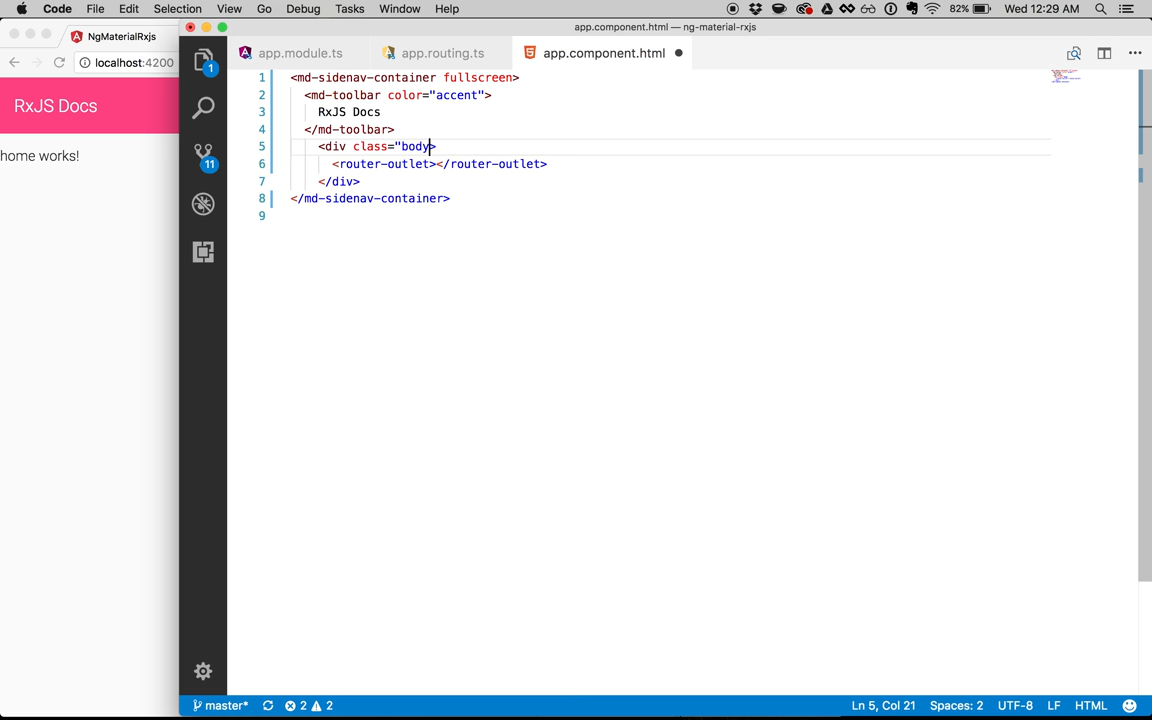 Code File Edit Selection View Go Debug Tasks Window Help 82% Wed 12:29 AM
NgMaterialRxjs
app.component.html — ng-material-rxjs
app.module.ts app.routing.ts app.component.html
localhost:4200
RxJS Docs
home works!
1 <md-sidenav-container fullscreen>
2 <md-toolbar color="accent">
3 RxJS Docs
4 </md-toolbar>
5 <div class="body>
6 <router-outlet></router-outlet>
7 </div>
8 </md-sidenav-container>
9
1
11
master* 2 2 Ln 5, Col 21 Spaces: 2 UTF-8 LF HTML